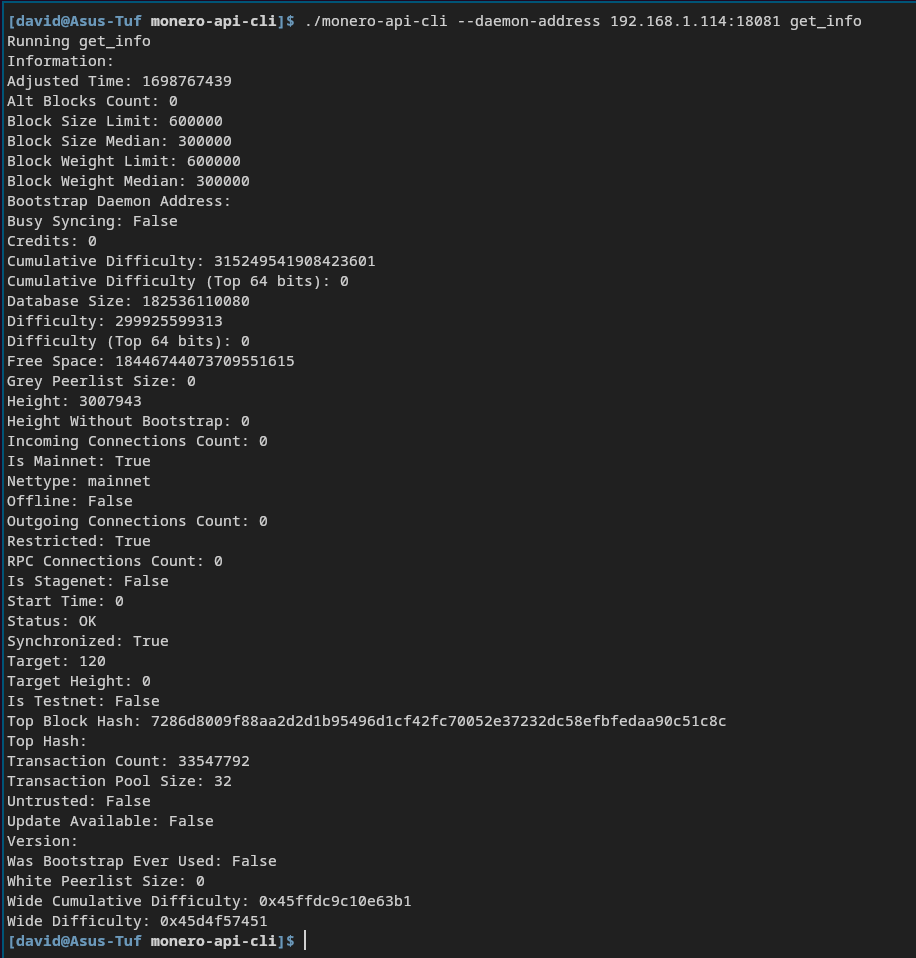 [david@Asus-Tuf monero-api-cli]$ ./monero-api-cli --daemon-address 192.168.1.114:18081 get_info
Running get_info
Information:
Adjusted Time: 1698767439
Alt Blocks Count: 0
Block Size Limit: 600000
Block Size Median: 300000
Block Weight Limit: 600000
Block Weight Median: 300000
Bootstrap Daemon Address:
Busy Syncing: False
Credits: 0
Cumulative Difficulty: 315249541908423601
Cumulative Difficulty (Top 64 bits): 0
Database Size: 182536110080
Difficulty: 299925599313
Difficulty (Top 64 bits): 0
Free Space: 18446744073709551615
Grey Peerlist Size: 0
Height: 3007943
Height Without Bootstrap: 0
Incoming Connections Count: 0
Is Mainnet: True
Nettype: mainnet
Offline: False
Outgoing Connections Count: 0
Restricted: True
RPC Connections Count: 0
Is Stagenet: False
Start Time: 0
Status: OK
Synchronized: True
Target: 120
Target Height: 0
Is Testnet: False
Top Block Hash: 7286d8009f88aa2d2d1b95496d1cf42fc70052e37232dc58efbfedaa90c51c8c
Top Hash:
Transaction Count: 33547792
Transaction Pool Size: 32
Untrusted: False
Update Available: False
Version:
Was Bootstrap Ever Used: False
White Peerlist Size: 0
Wide Cumulative Difficulty: 0x45ffdc9c10e63b1
Wide Difficulty: 0x45d4f57451
[david@Asus-Tuf monero-api-cli]$